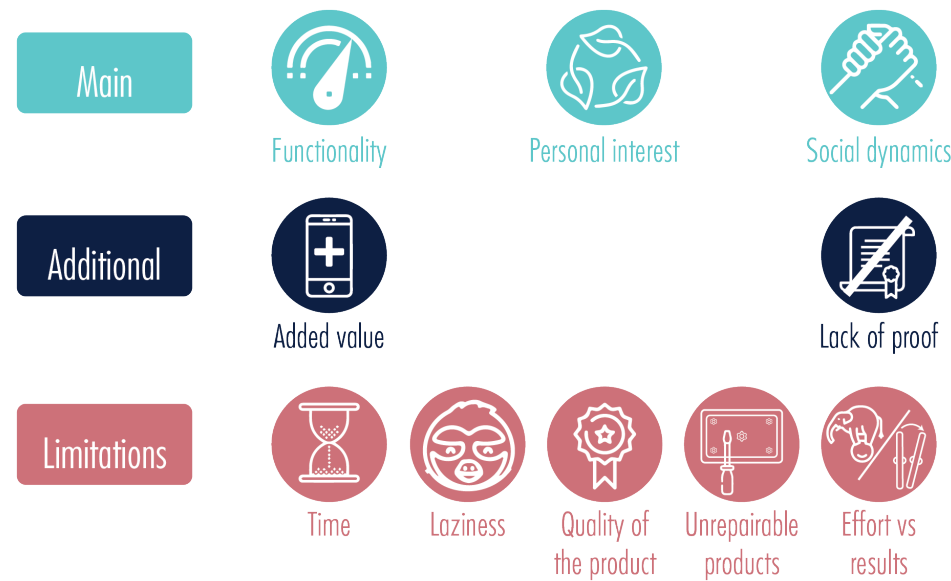 Main
Functionality
Personal interest
Social dynamics
Additional
Added value
Lack of proof
Limitations
Time
Laziness
Quality of
the product
Unrepairable
products
Effort vs
results